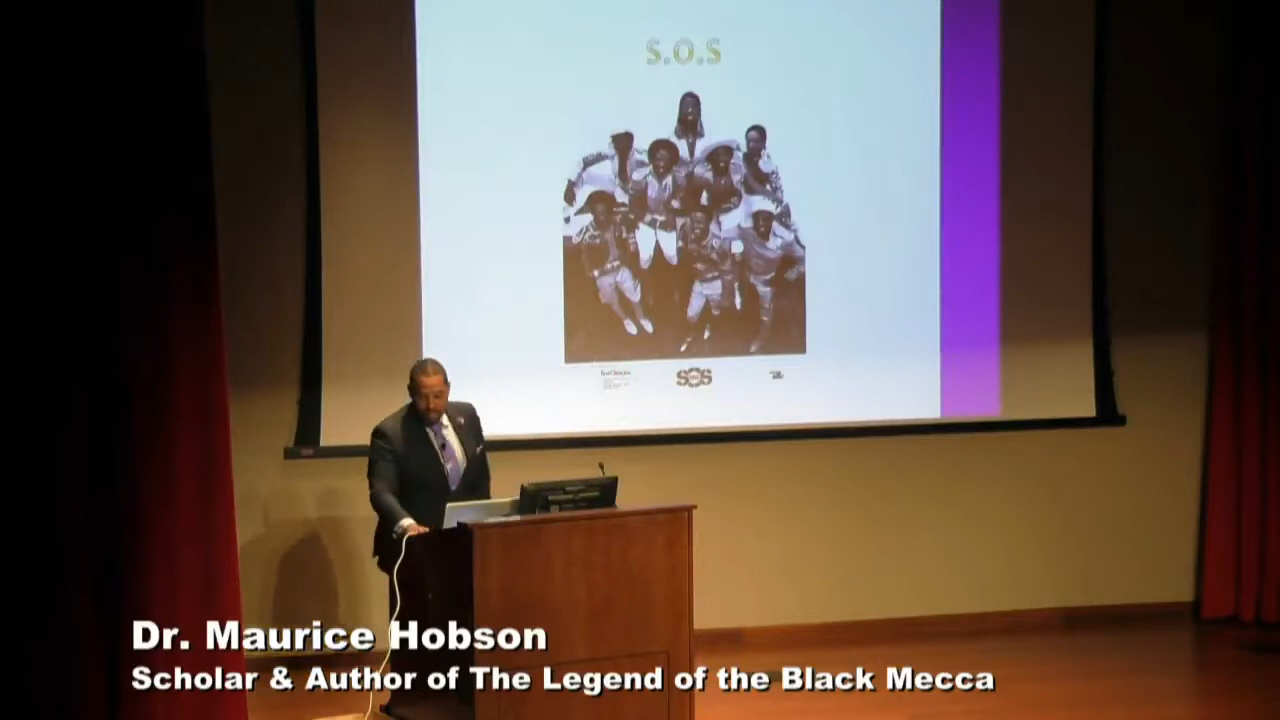 S.O.S
SOS
Dr. Maurice Hobson
Scholar & Author of The Legend of the Black Mecca